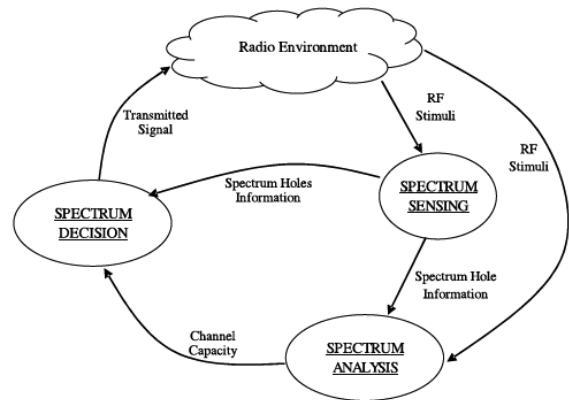 Radio Environment
Transmitted
Signal
RF
Stimuli
RF
Stimuli
Spectrum Holes
Information
SPECTRUM
SENSING
SPECTRUM
DECISION
Spectrum Hole
Information
Channel
Capacity
SPECTRUM
ANALYSIS